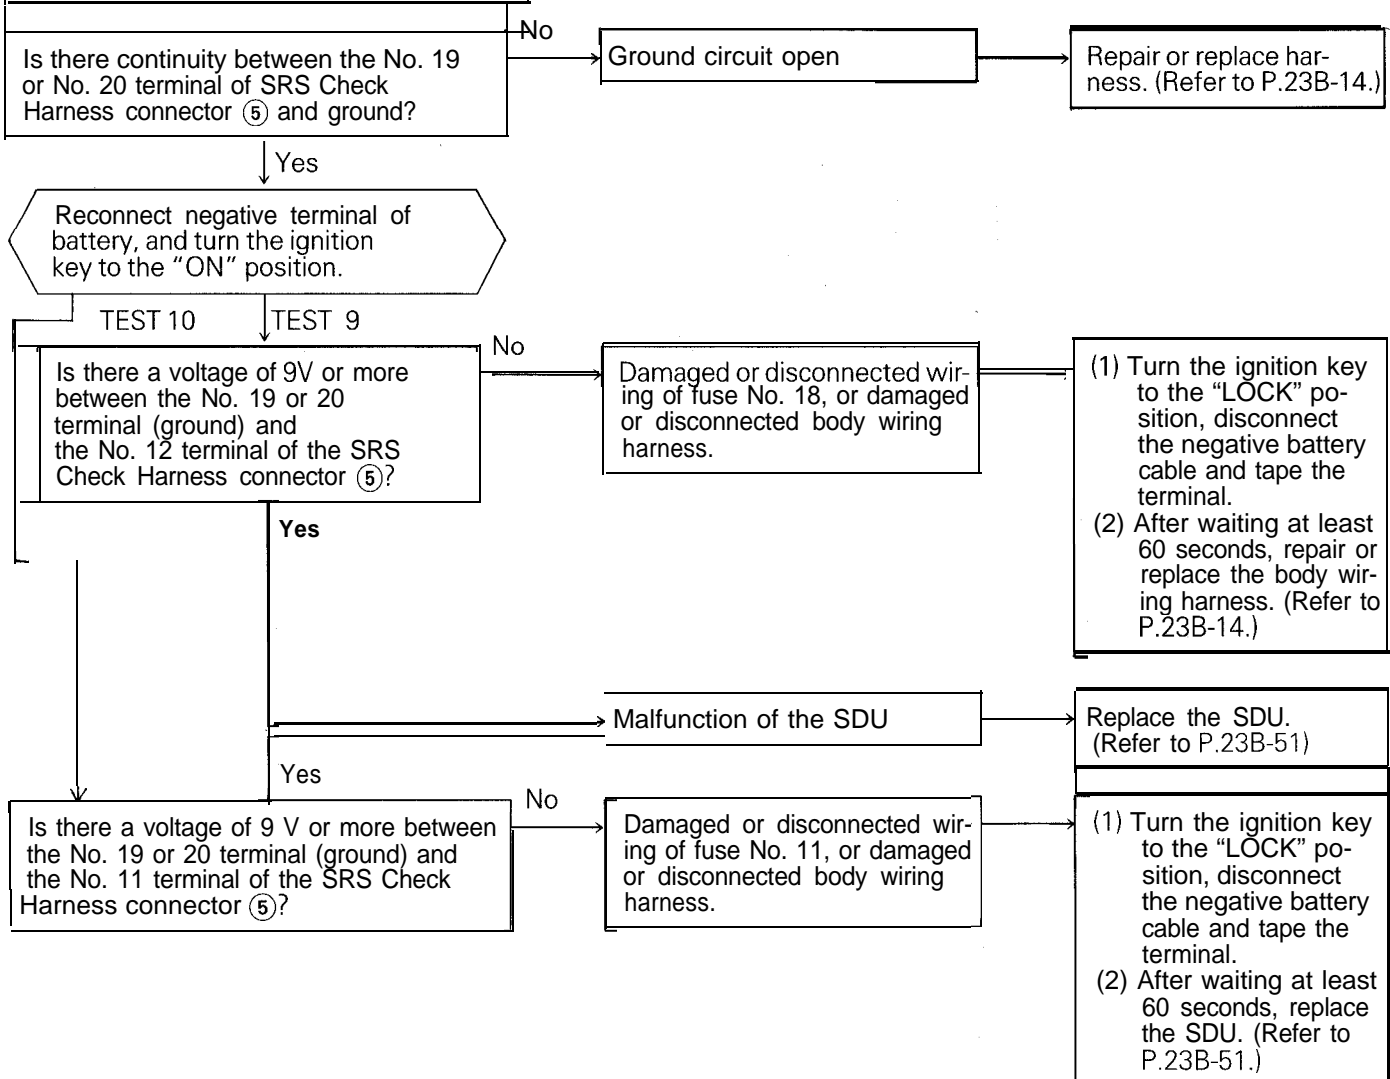 No
Is there continuity between the No. 19
or No. 20 terminal of SRS Check
Harness connector ⑤ and ground?
Ground circuit open
Repair or replace har-
ness. (Refer to P.23B-14.)
Yes
Reconnect negative terminal of
battery, and turn the ignition
key to the “ON” position.
TEST 10
TEST 9
No
Is there a voltage of 9V or more
between the No. 19 or 20
terminal (ground) and
the No. 12 terminal of the SRS
Check Harness connector ⑤?
Damaged or disconnected wir-
ing of fuse No. 18, or damaged
or disconnected body wiring
harness.
(1) Turn the ignition key
to the “LOCK” po-
sition, disconnect
the negative battery
cable and tape the
terminal.
(2) After waiting at least
60 seconds, repair or
replace the body wir-
ing harness. (Refer to
P.23B-14.)
Yes
Malfunction of the SDU
Replace the SDU.
(Refer to P.23B-51)
Yes
No
Is there a voltage of 9 V or more between
the No. 19 or 20 terminal (ground) and
the No. 11 terminal of the SRS Check
Harness connector ⑤?
Damaged or disconnected wir-
ing of fuse No. 11, or damaged
or disconnected body wiring
harness.
(1) Turn the ignition key
to the “LOCK” po-
sition, disconnect
the negative battery
cable and tape the
terminal.
(2) After waiting at least
60 seconds, replace
the SDU. (Refer to
P.23B-51.)